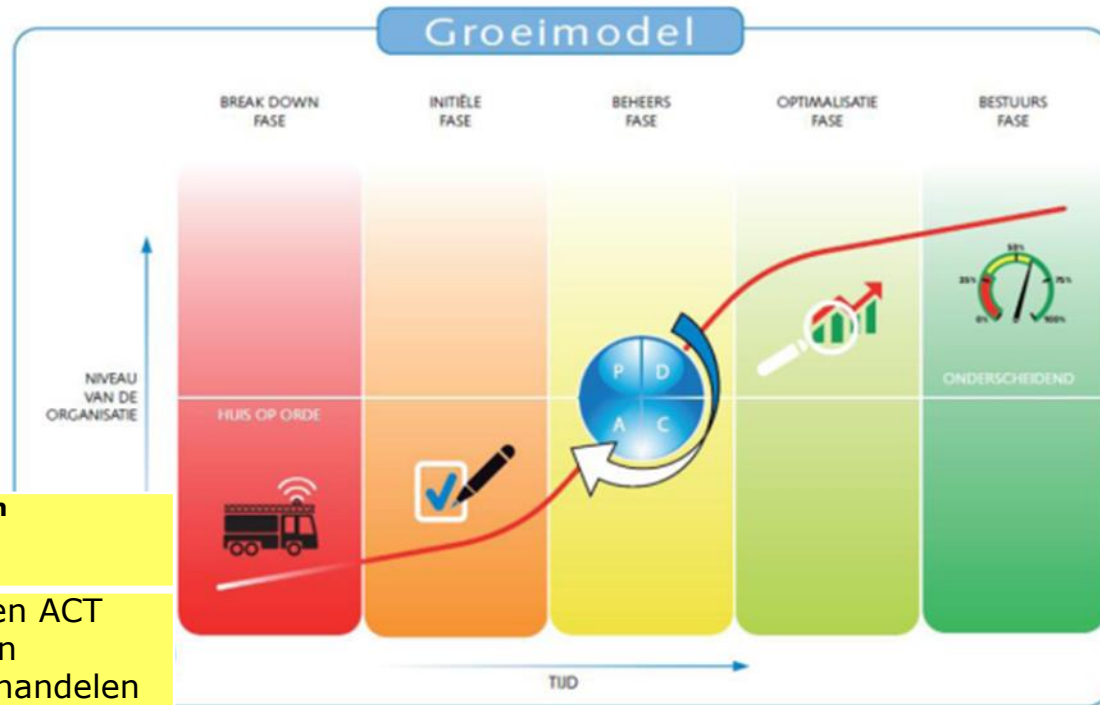 Groeimodel
BREAK DOWN
FASE
INITIËLE
FASE
BEHEERS
FASE
OPTIMALISATIE
FASE
BESTUURS
FASE
NIVEAU
VAN DE
ORGANISATIE
HUIS OP ORDE
P D
A C
0% 25% 50% 75% 100%
ONDERSCHEIDEND
en ACT
handelen
TIJD